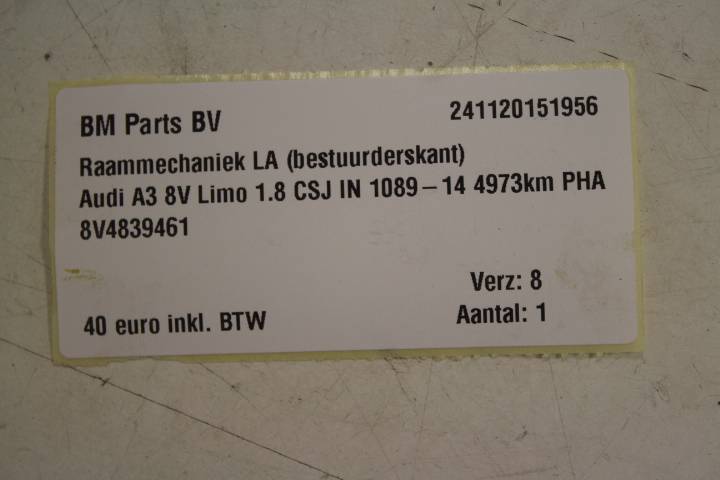 BM Parts BV 241120151956
Raammechaniek LA (bestuurderskant)
Audi A3 8V Limo 1.8 CSJ IN 1089-14 4973km PHA
8V4839461
Verz: 8
40 euro inkl. BTW Aantal: 1